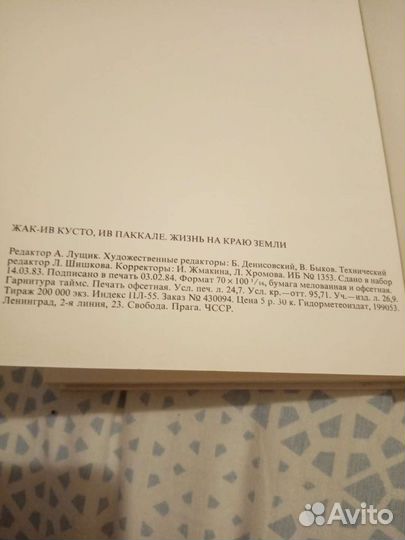 ЖАК-ИВ КУСТО, ИВ ПАККАЛЕ. ЖИЗНЬ НА КРАЮ ЗЕМЛИ
Редактор А. Лущик. Художественные редакторы: Б. Денисовский, В. Быков. Технический
редактор Л. Шишкова. Корректоры: И. Жмакина, Л. Хромова. ИБ № 1353. Сдано в набор
14.03.83. Подписано в печать 03.02.84. Формат 70 × 100 1/16, бумага мелованная и офсетная.
Гарнитура таймс. Печать офсетная. Усл. печ. л. 24,7. Усл. кр.—отт. 95,71. Уч.—изд. л. 26,9.
Тираж 200 000 экз. Индекс ПЛ-55. Заказ № 430094. Цена 5 р. 30 к. Гидрометеоиздат, 199053.
Ленинград, 2-я линия, 23. Свобода. Прага. ЧССР.
Avito